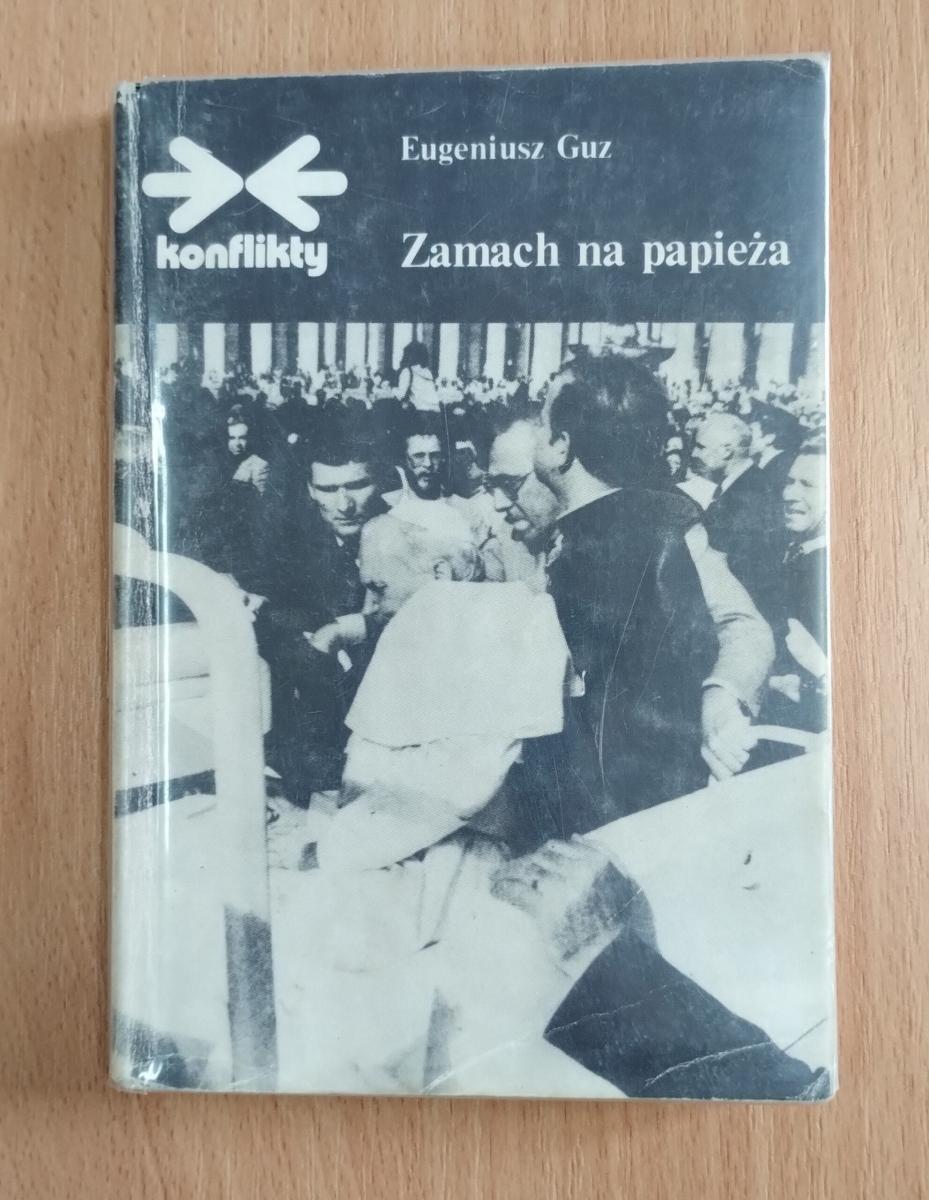 Eugeniusz Guz
konflikty
Zamach na papieża